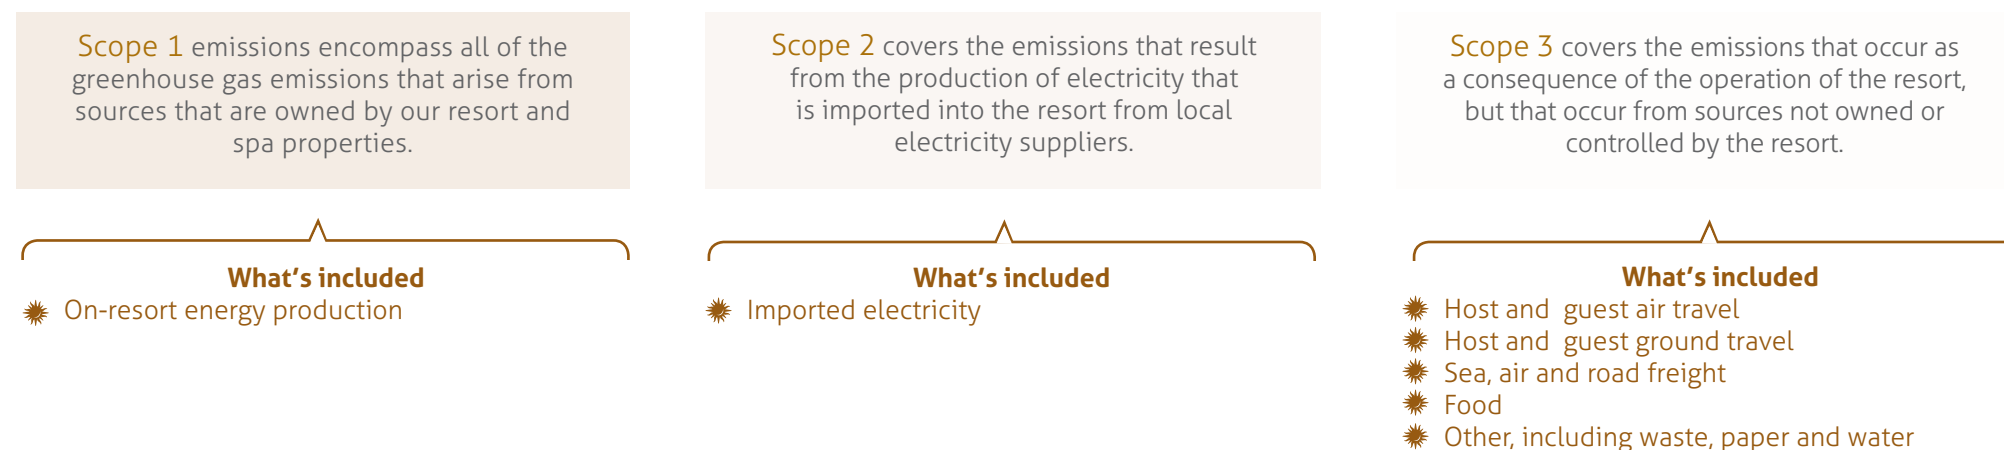 Scope 1 emissions encompass all of the
greenhouse gas emissions that arise from
sources that are owned by our resort and
spa properties.
What's included
On-resort energy production
Scope 2 covers the emissions that result
from the production of electricity that
is imported into the resort from local
electricity suppliers.
What's included
Imported electricity
Scope 3 covers the emissions that occur as
a consequence of the operation of the resort,
but that occur from sources not owned or
controlled by the resort.
What's included
Host and guest air travel
Host and guest ground travel
Sea, air and road freight
Food
Other, including waste, paper and water